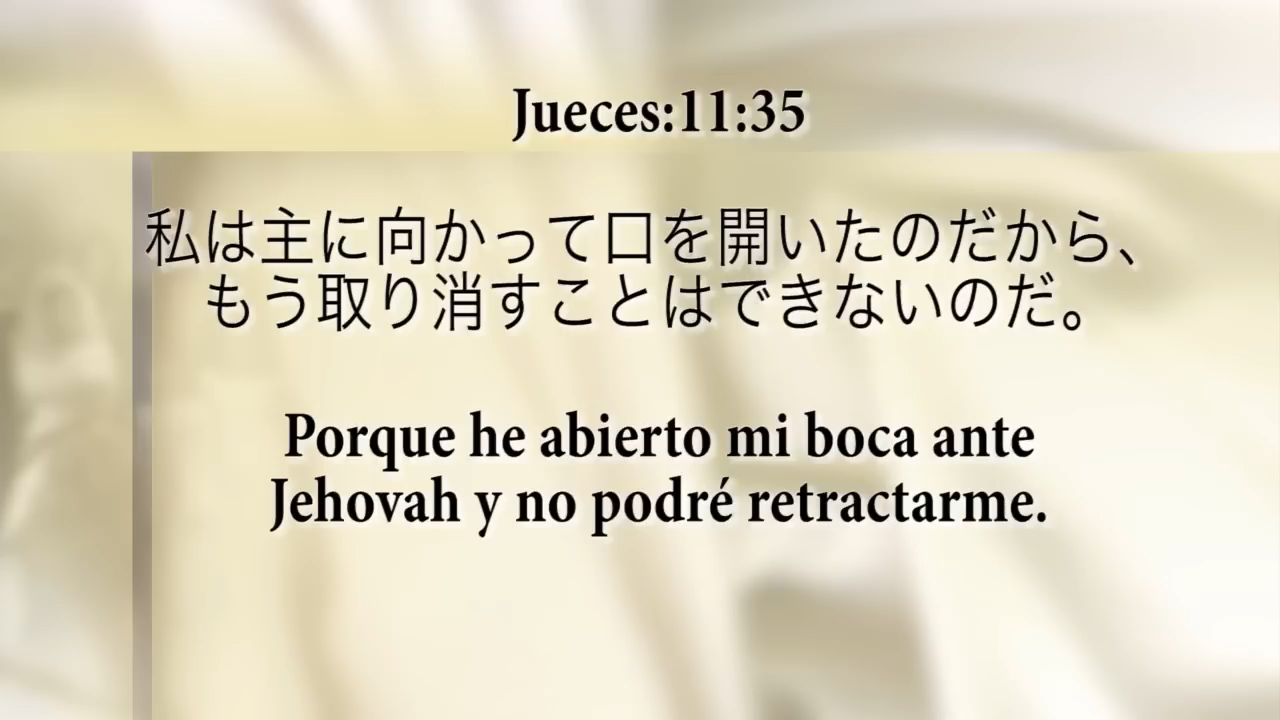 Jueces:11:35
私は主に向かって口を開いたのだから、
もう取り消すことはできないのだ。
Porque he abierto mi boca ante
Jehovah y no podré retractarme.